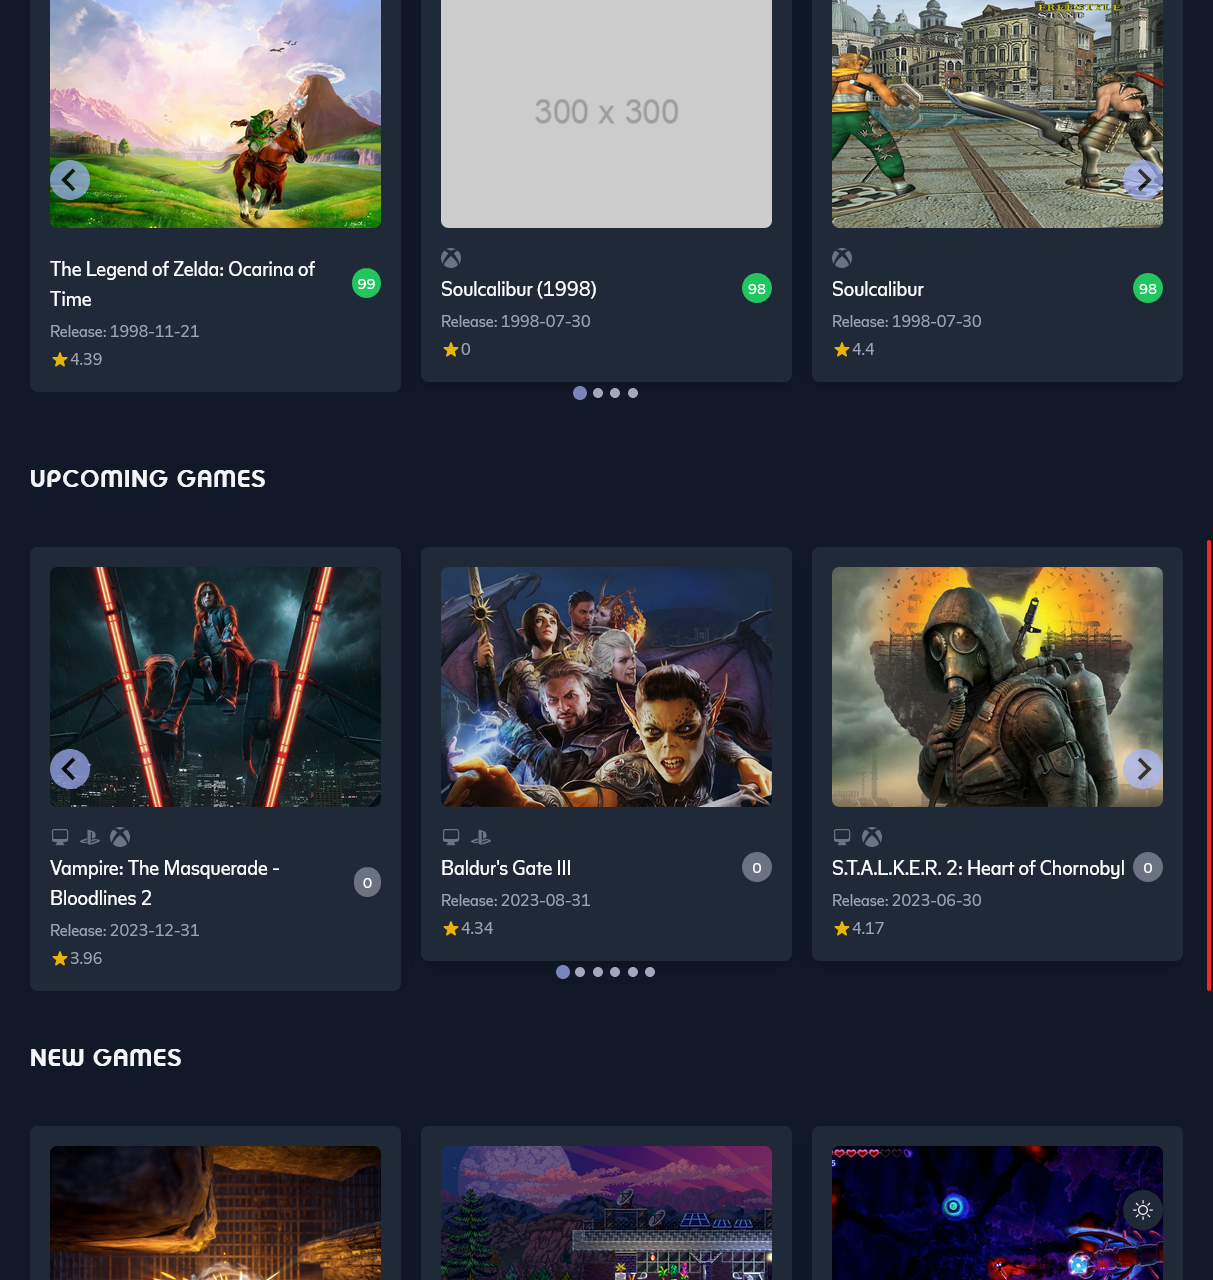 FREESTYLE
STAND
300 x 300
The Legend of Zelda: Ocarina of
Time
99
Release: 1998-11-21
4.39
Soulcalibur (1998)
98
Release: 1998-07-30
0
Soulcalibur
98
Release: 1998-07-30
4.4
UPCOMING GAMES
Vampire: The Masquerade -
Bloodlines 2
0
Release: 2023-12-31
3.96
Baldur's Gate III
0
Release: 2023-08-31
4.34
S.T.A.L.K.E.R. 2: Heart of Chornobyl
0
Release: 2023-06-30
4.17
NEW GAMES